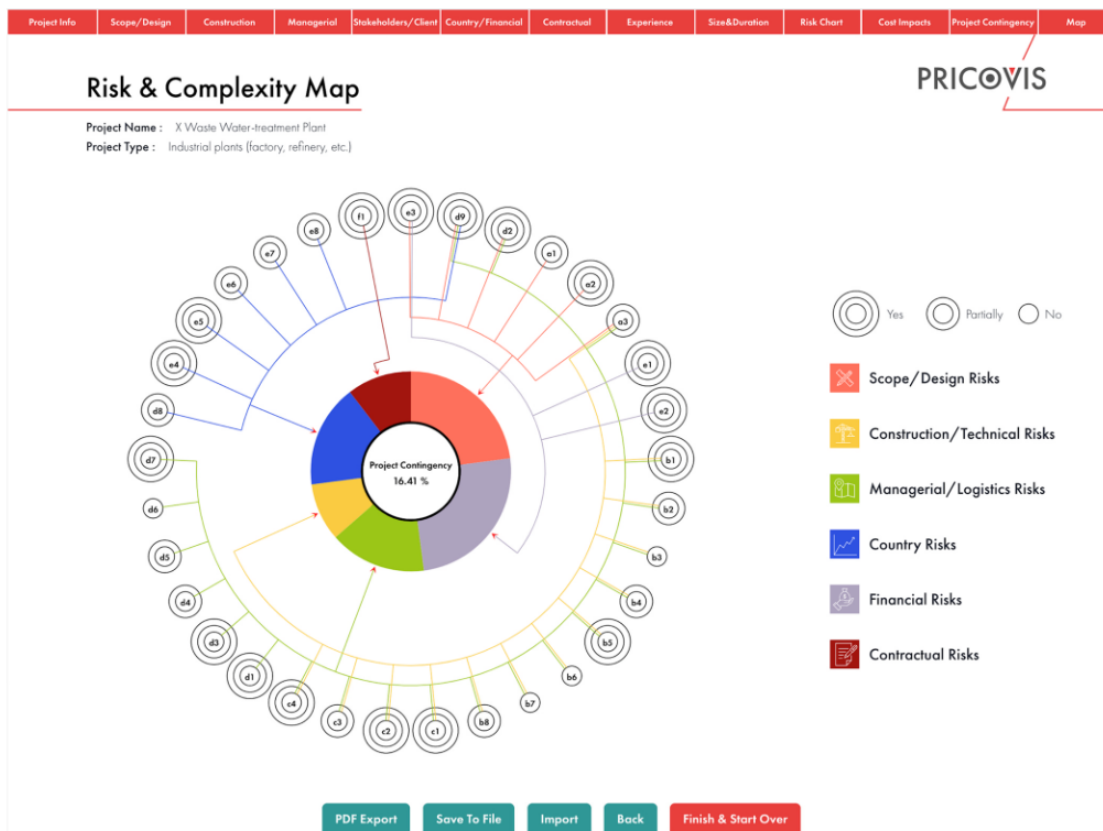 Project Info Scope/Design Construction Managerial Stakeholders/Client Country/Financial Contractual Experience Size&Duration Risk Chart Cost Impacts Project Contingency Map
PRICOVIS
Risk & Complexity Map
Project Name : X Waste Water-treatment Plant
Project Type : Industrial plants (factory, refinery, etc.)
f1
e3
d9
d2
a1
a2
a3
e1
e2
b1
b2
b3
b4
b5
b6
b7
b8
c1
c2
c3
c4
d1
d3
d4
d5
d6
d7
d8
e4
e5
e6
e7
e8
Project Contingency
16.41 %
Yes Partially No
Scope/Design Risks
Construction/Technical Risks
Managerial/Logistics Risks
Country Risks
Financial Risks
Contractual Risks
PDF Export Save To File Import Back Finish & Start Over